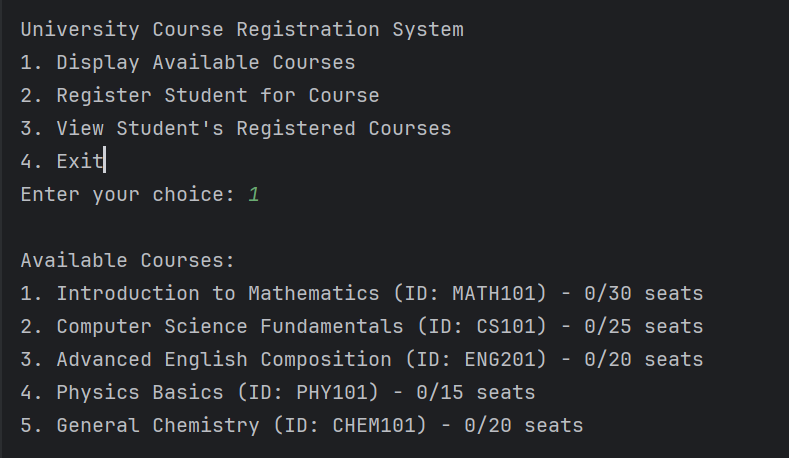 University Course Registration System
1. Display Available Courses
2. Register Student for Course
3. View Student's Registered Courses
4. Exit
Enter your choice: 1
Available Courses:
1. Introduction to Mathematics (ID: MATH101) - 0/30 seats
2. Computer Science Fundamentals (ID: CS101) - 0/25 seats
3. Advanced English Composition (ID: ENG201) - 0/20 seats
4. Physics Basics (ID: PHY101) - 0/15 seats
5. General Chemistry (ID: CHEM101) - 0/20 seats